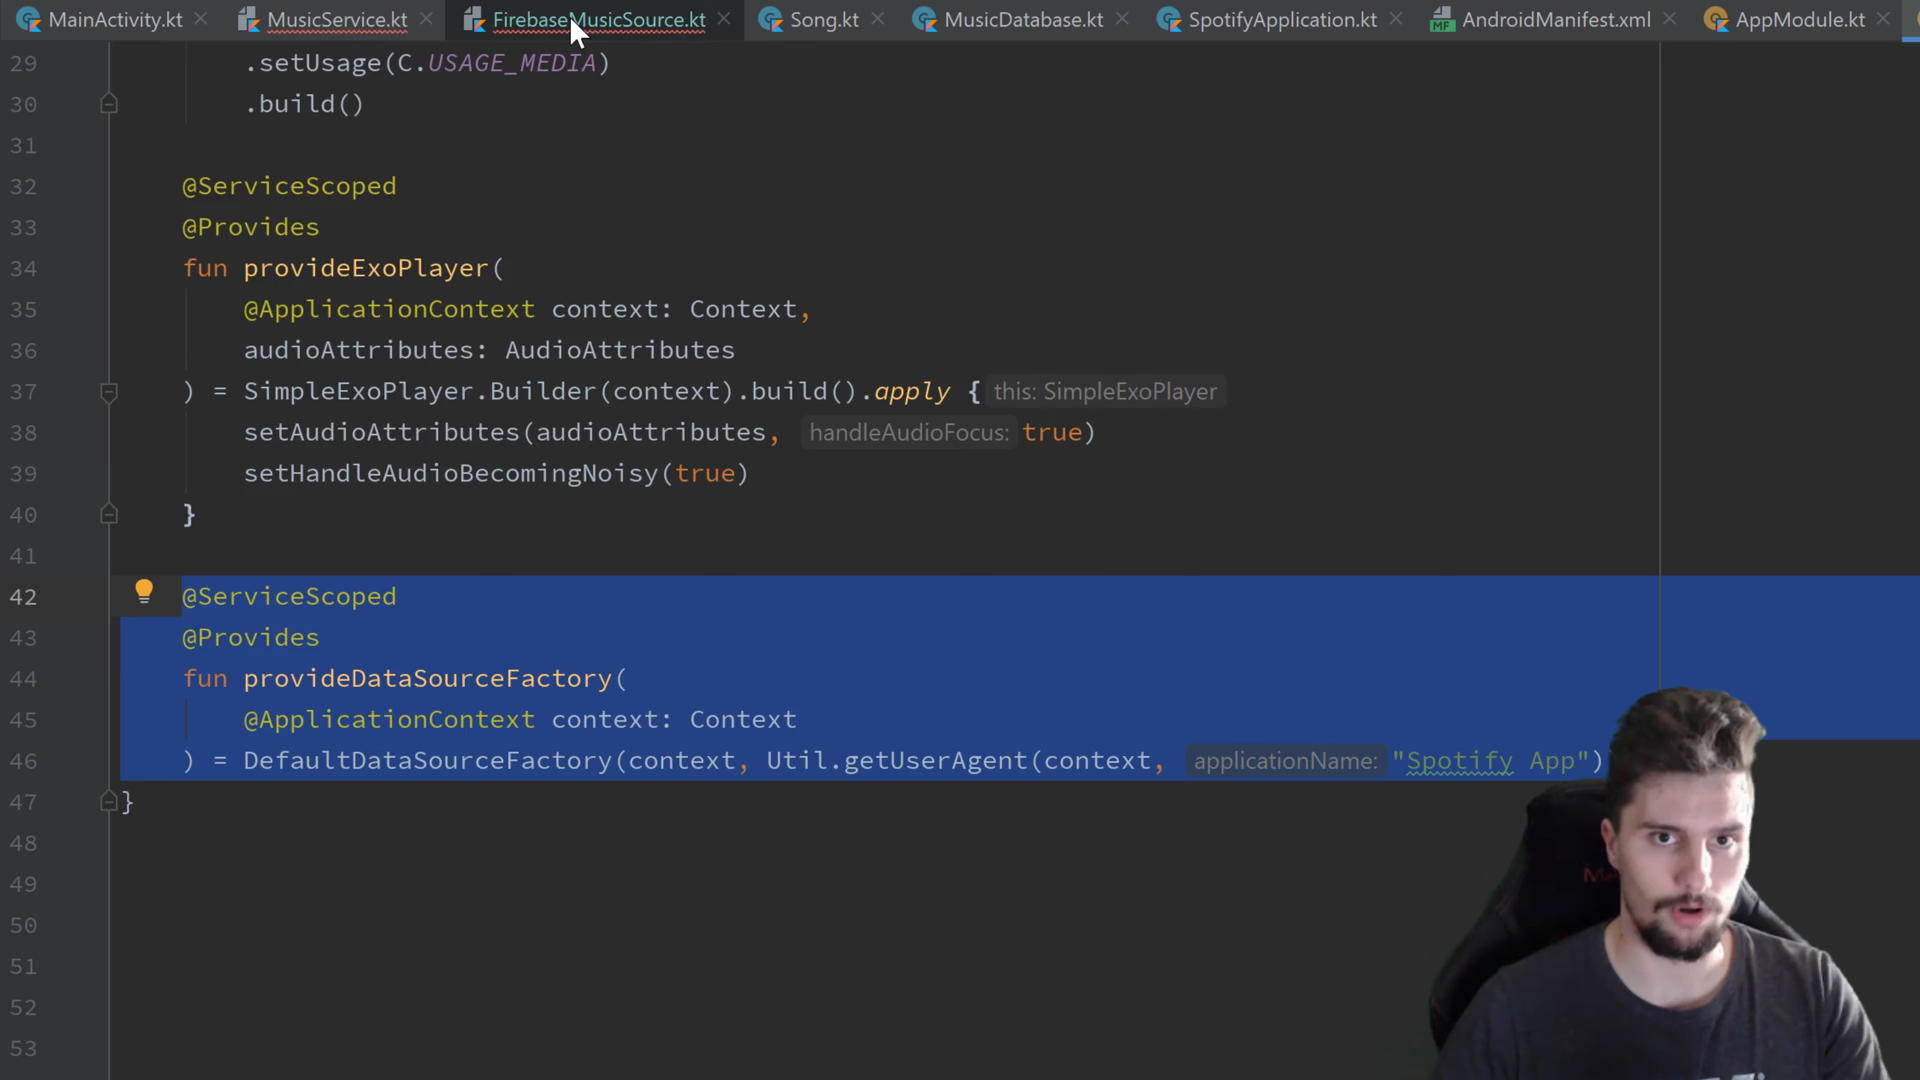 MainActivity.kt MusicService.kt FirebaseMusicSource.kt Song.kt MusicDatabase.kt SpotifyApplication.kt AndroidManifest.xml AppModule.kt
29 .setUsage(C.USAGE_MEDIA)
30 .build()
31
32 @ServiceScoped
33 @Provides
34 fun provideExoPlayer(
35 @ApplicationContext context: Context,
36 audioAttributes: AudioAttributes
37 ) = SimpleExoPlayer.Builder(context).build().apply { this: SimpleExoPlayer
38 setAudioAttributes(audioAttributes, handleAudioFocus: true)
39 setHandleAudioBecomingNoisy(true)
40 }
41
42 @ServiceScoped
43 @Provides
44 fun provideDataSourceFactory(
45 @ApplicationContext context: Context
46 ) = DefaultDataSourceFactory(context, Util.getUserAgent(context, applicationName: "Spotify App")
47 }
48
49
50
51
52
53